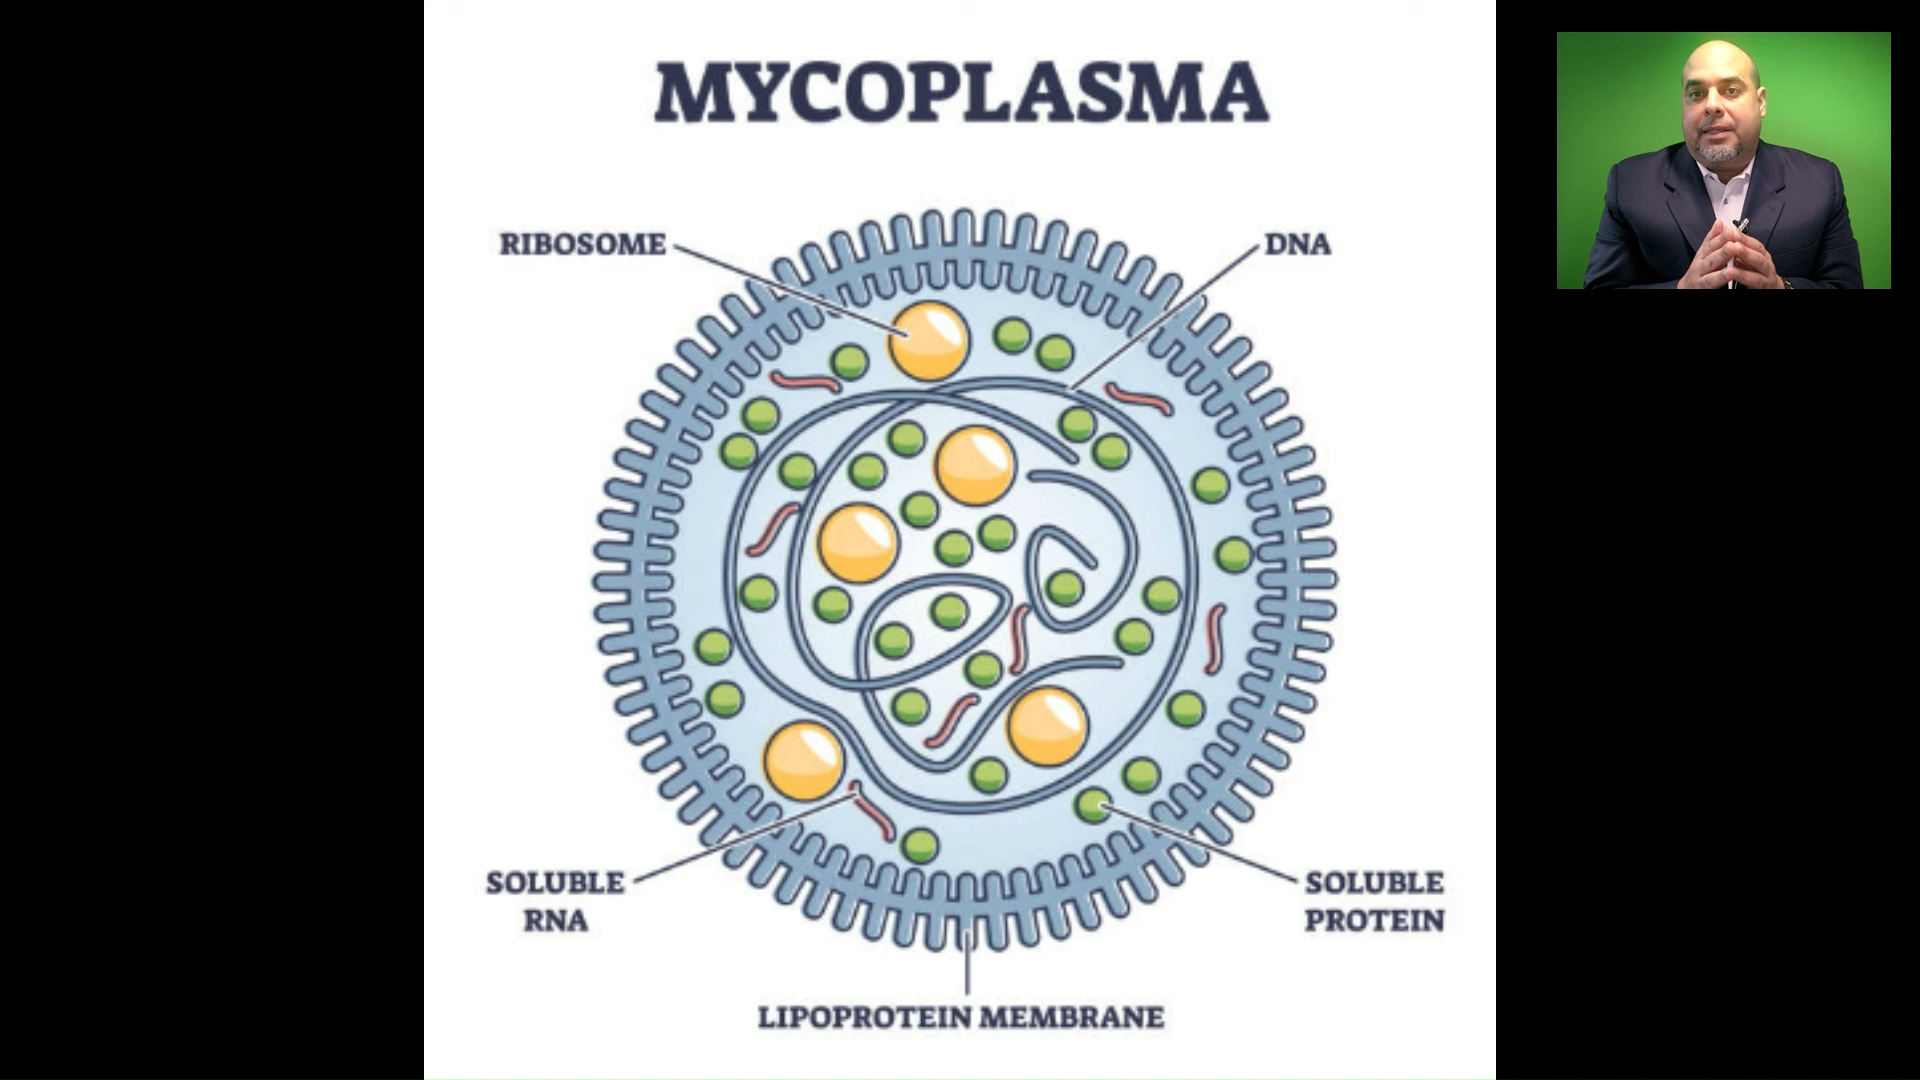 MYCOPLASMA
RIBOSOME
DNA
SOLUBLE
RNA
SOLUBLE
PROTEIN
LIPOPROTEIN MEMBRANE